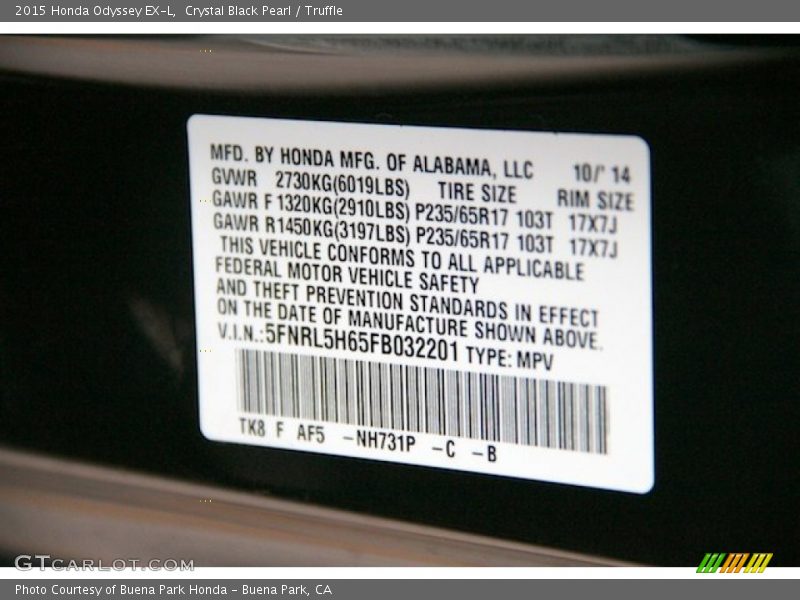 2015 Honda Odyssey EX-L, Crystal Black Pearl / Truffle
MFD. BY HONDA MFG. OF ALABAMA, LLC 10/' 14
GVWR 2730KG(6019LBS) TIRE SIZE RIM SIZE
GAWR F 1320KG(2910LBS) P235/65R17 103T 17X7J
GAWR R1450KG(3197LBS) P235/65R17 103T 17X7J
THIS VEHICLE CONFORMS TO ALL APPLICABLE
FEDERAL MOTOR VEHICLE SAFETY
AND THEFT PREVENTION STANDARDS IN EFFECT
ON THE DATE OF MANUFACTURE SHOWN ABOVE.
V.I.N.:5FNRL5H65FB032201 TYPE: MPV
TK8 F AF5 -NH731P -C -B
GTCARLOT.COM
Photo Courtesy of Buena Park Honda - Buena Park, CA